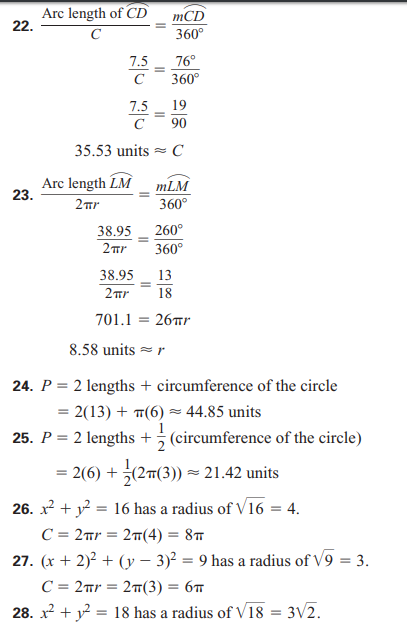 22. Arc length of CD / C = mCD / 360°
7.5 / C = 76° / 360°
7.5 / C = 19 / 90
35.53 units ≈ C
23. Arc length LM / 2πr = mLM / 360°
38.95 / 2πr = 260° / 360°
38.95 / 2πr = 13 / 18
701.1 = 26πr
8.58 units ≈ r
24. P = 2 lengths + circumference of the circle
= 2(13) + π(6) ≈ 44.85 units
25. P = 2 lengths + 1/2 (circumference of the circle)
= 2(6) + 1/2(2π(3)) ≈ 21.42 units
26. x² + y² = 16 has a radius of √16 = 4.
C = 2πr = 2π(4) = 8π
27. (x + 2)² + (y − 3)² = 9 has a radius of √9 = 3.
C = 2πr = 2π(3) = 6π
28. x² + y² = 18 has a radius of √18 = 3√2.